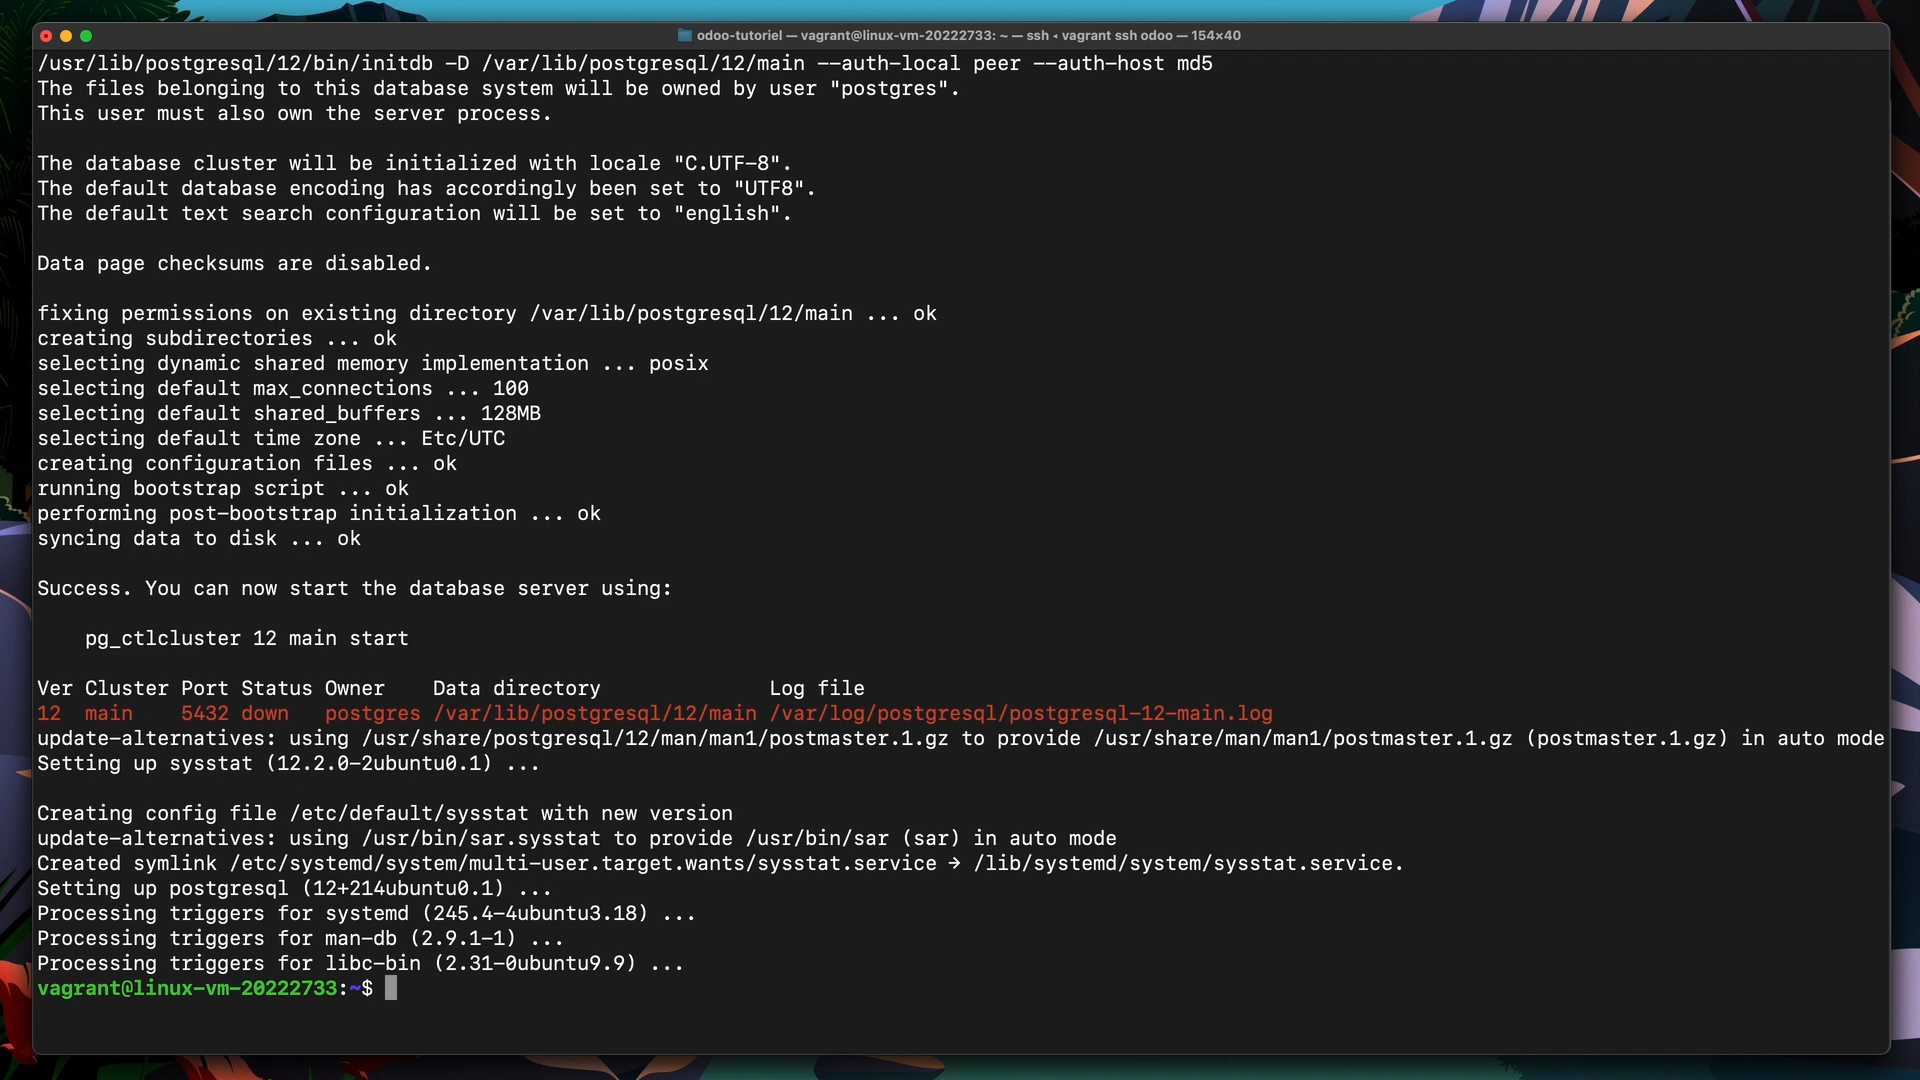 odoo-tutoriel — vagrant@linux-vm-20222733: ~ — ssh ◂ vagrant ssh odoo — 154×40
/usr/lib/postgresql/12/bin/initdb -D /var/lib/postgresql/12/main --auth-local peer --auth-host md5
The files belonging to this database system will be owned by user "postgres".
This user must also own the server process.
The database cluster will be initialized with locale "C.UTF-8".
The default database encoding has accordingly been set to "UTF8".
The default text search configuration will be set to "english".
Data page checksums are disabled.
fixing permissions on existing directory /var/lib/postgresql/12/main ... ok
creating subdirectories ... ok
selecting dynamic shared memory implementation ... posix
selecting default max_connections ... 100
selecting default shared_buffers ... 128MB
selecting default time zone ... Etc/UTC
creating configuration files ... ok
running bootstrap script ... ok
performing post-bootstrap initialization ... ok
syncing data to disk ... ok
Success. You can now start the database server using:
    pg_ctlcluster 12 main start
Ver Cluster Port Status Owner    Data directory              Log file
12  main    5432 down   postgres /var/lib/postgresql/12/main /var/log/postgresql/postgresql-12-main.log
update-alternatives: using /usr/share/postgresql/12/man/man1/postmaster.1.gz to provide /usr/share/man/man1/postmaster.1.gz (postmaster.1.gz) in auto mode
Setting up sysstat (12.2.0-2ubuntu0.1) ...
Creating config file /etc/default/sysstat with new version
update-alternatives: using /usr/bin/sar.sysstat to provide /usr/bin/sar (sar) in auto mode
Created symlink /etc/systemd/system/multi-user.target.wants/sysstat.service → /lib/systemd/system/sysstat.service.
Setting up postgresql (12+214ubuntu0.1) ...
Processing triggers for systemd (245.4-4ubuntu3.18) ...
Processing triggers for man-db (2.9.1-1) ...
Processing triggers for libc-bin (2.31-0ubuntu9.9) ...
vagrant@linux-vm-20222733:~$